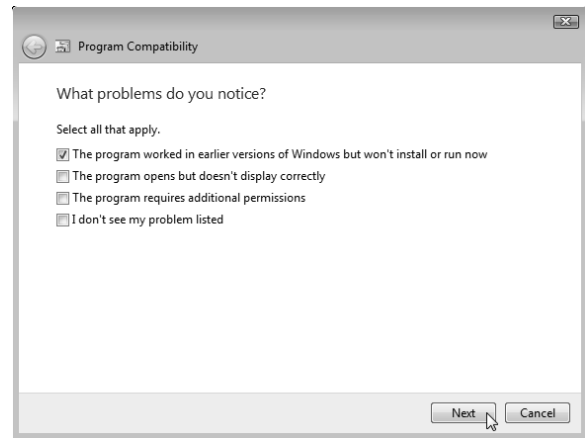 Program Compatibility
What problems do you notice?
Select all that apply.
The program worked in earlier versions of Windows but won't install or run now
The program opens but doesn't display correctly
The program requires additional permissions
I don't see my problem listed
Next Cancel